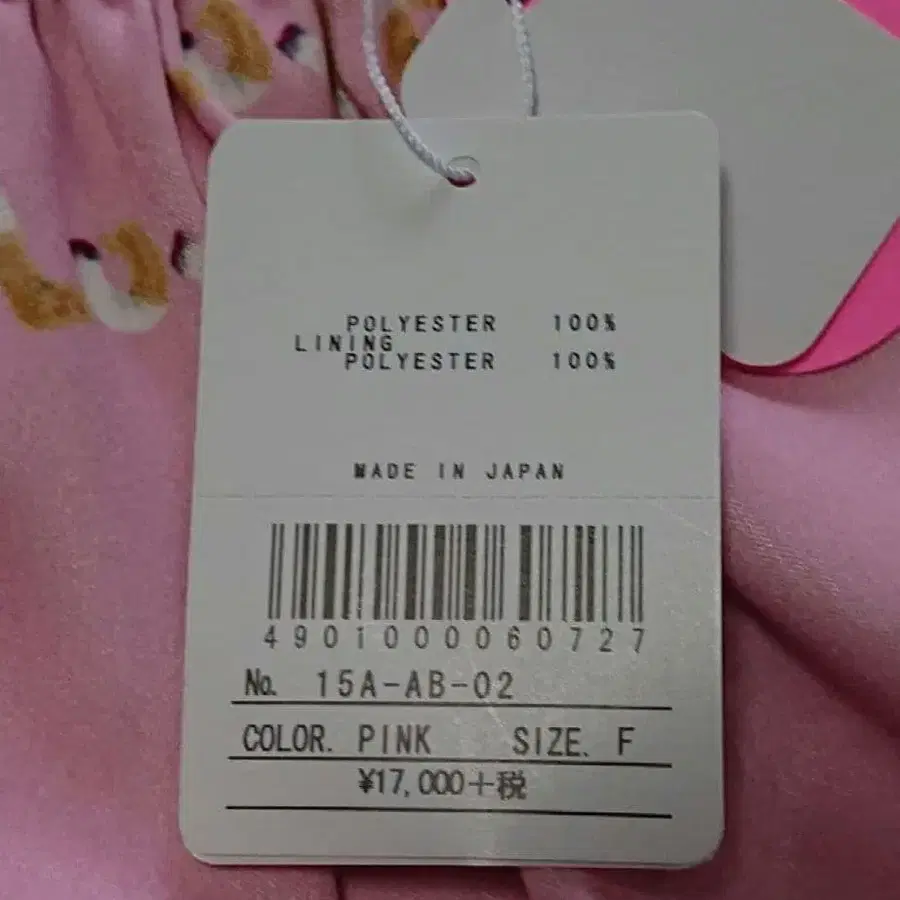 POLYESTER 100%
LINING
POLYESTER 100%
MADE IN JAPAN
4901000060727
No. 15A-AB-02
COLOR. PINK SIZE. F
¥17,000+税